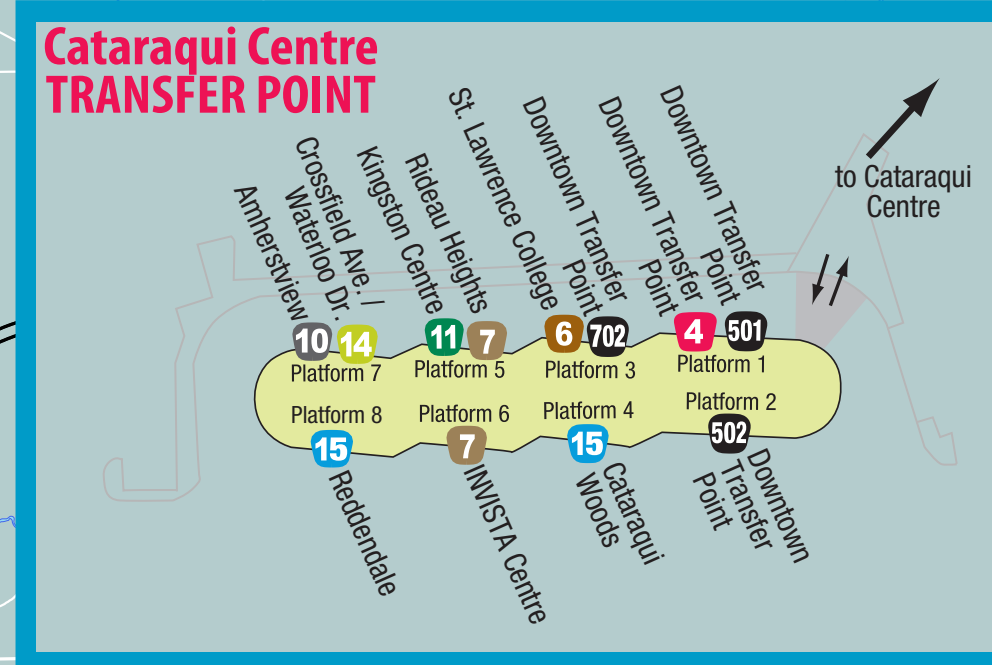 Cataraqui Centre
TRANSFER POINT
Amherstview
Crossfield Ave. /
Waterloo Dr.
Kingston Centre
Rideau Heights
St. Lawrence College
Downtown Transfer
Point
Downtown Transfer
Point
Downtown Transfer
Point
to Cataraqui
Centre
10
14
11
7
6
702
4
501
Platform 7
Platform 5
Platform 3
Platform 1
Platform 8
Platform 6
Platform 4
Platform 2
15
7
15
502
Reddendale
INVISTA Centre
Cataraqui
Woods
Downtown
Transfer
Point